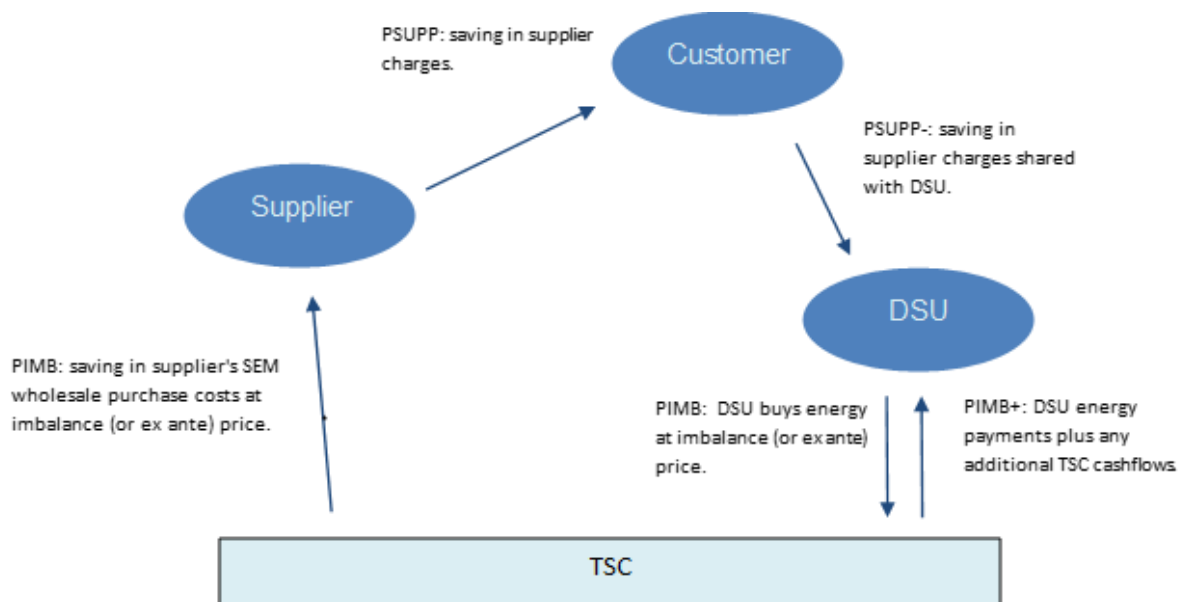 PSUPP: saving in supplier
charges.
Customer
PSUPP-: saving in
supplier charges shared
with DSU.
Supplier
DSU
PIMB: saving in supplier's SEM
wholesale purchase costs at
imbalance (or ex ante) price.
PIMB: DSU buys energy
at imbalance (or ex ante)
price.
PIMB+: DSU energy
payments plus any
additional TSC cashflows.
TSC